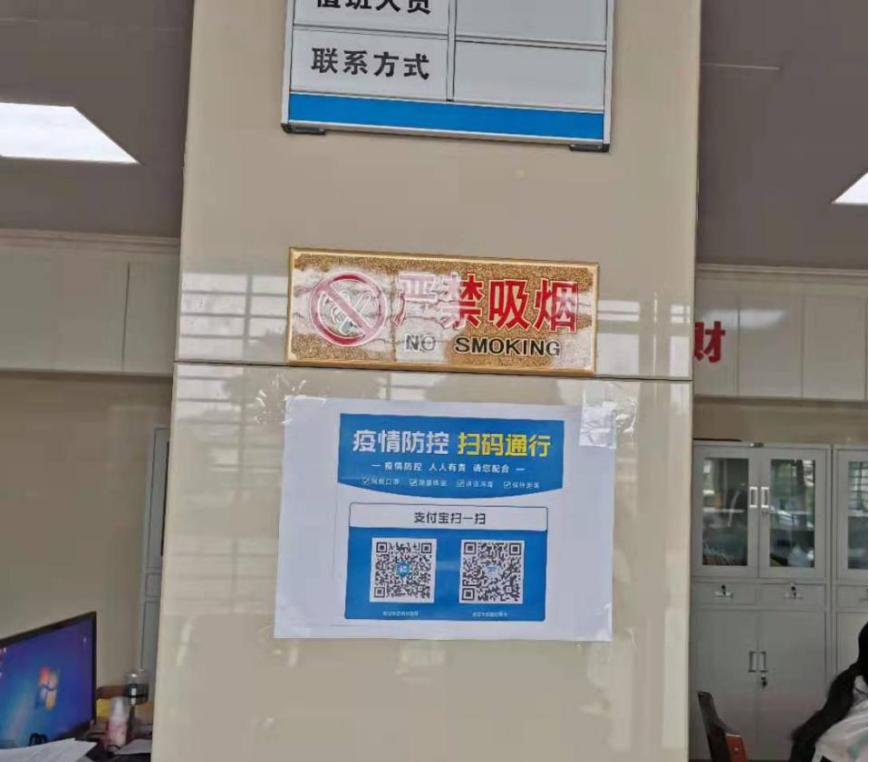 值班人员
联系方式
严禁吸烟
NO SMOKING
财
疫情防控 扫码通行
疫情防控 人人有责 请您配合
支付宝扫一扫